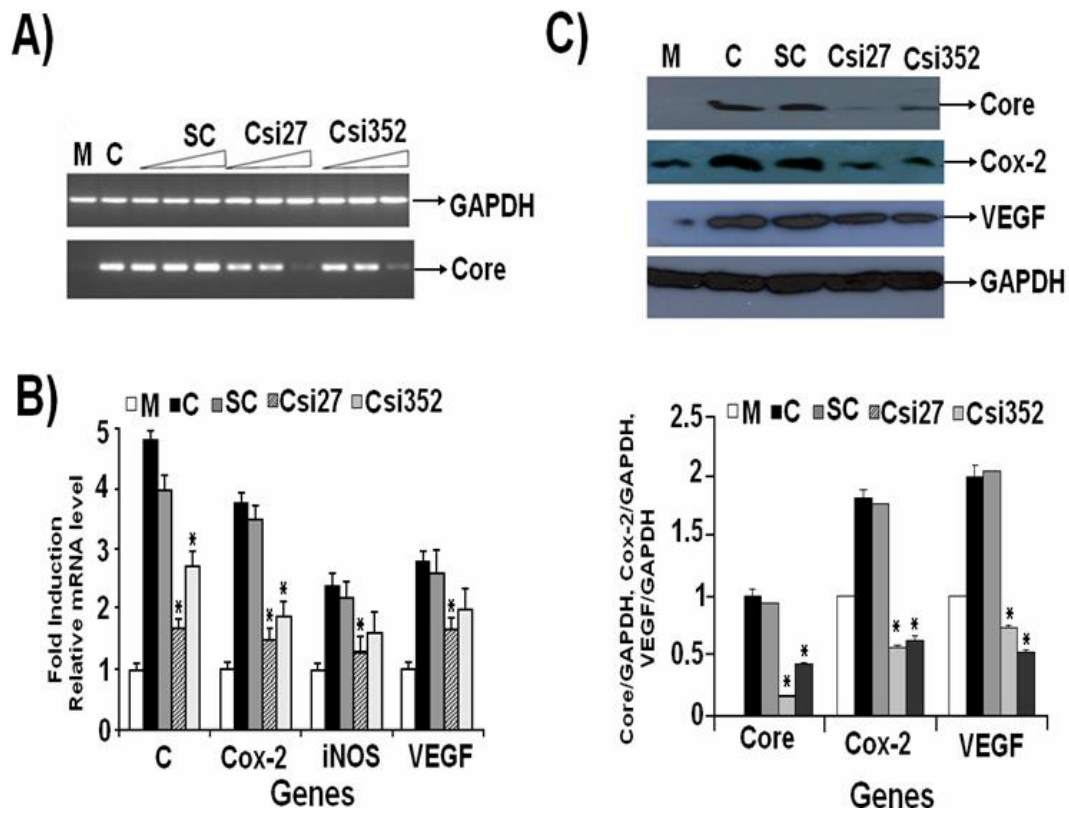 A)
SC Csi27 Csi352
M C
GAPDH
Core
C)
M C SC Csi27 Csi352
Core
Cox-2
VEGF
GAPDH
B)
M C SC Csi27 Csi352
Fold Induction
Relative mRNA level
5
4
3
2
1
0
* * * * * *
C Cox-2 iNOS VEGF
Genes
M C SC Csi27 Csi352
Core/GAPDH, Cox-2/GAPDH,
VEGF/GAPDH
2.5
2
1.5
1
0.5
0
* * * * * *
Core Cox-2 VEGF
Genes